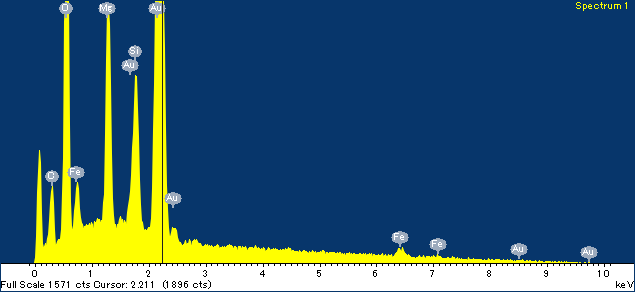 Spectrum 1
O Mg Au
Si
Au
C Fe
Au
Fe Fe Au Au
0 1 2 3 4 5 6 7 8 9 10
Full Scale 1571 cts Cursor: 2.211 (1896 cts) keV